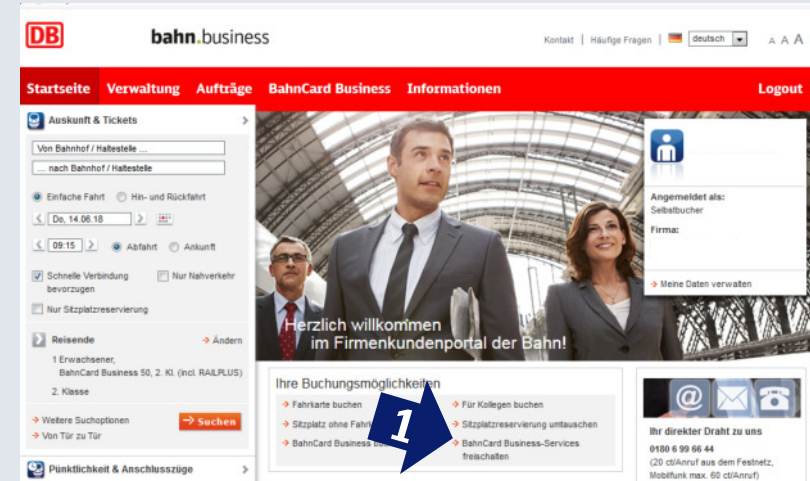 DB
bahn.business
Kontakt | Häufige Fragen | deutsch A A A
Startseite Verwaltung Aufträge BahnCard Business Informationen Logout
Auskunft & Tickets
Von Bahnhof / Haltestelle ...
... nach Bahnhof / Haltestelle
Einfache Fahrt Hin- und Rückfahrt
Do, 14.06.18
09:15 Abfahrt Ankunft
Schnelle Verbindung bevorzugen Nur Nahverkehr
Nur Sitzplatzreservierung
Reisende Ändern
1 Erwachsener,
BahnCard Business 50, 2. Kl. (incl. RAILPLUS)
2. Klasse
Weitere Suchoptionen
Suchen
Von Tür zu Tür
Pünktlichkeit & Anschlusszüge
Herzlich willkommen
im Firmenkundenportal der Bahn!
Angemeldet als:
Selbstbucher
Firma:
Meine Daten verwalten
Ihre Buchungsmöglichkeiten
Fahrkarte buchen
Sitzplatz ohne
BahnCard Business
1
Für Kollegen buchen
Sitzplatzreservierung umtauschen
BahnCard Business-Services
freischalten
Ihr direkter Draht zu uns
0180 6 99 66 44
(20 ct/Anruf aus dem Festnetz,
Mobilfunk max. 60 ct/Anruf)